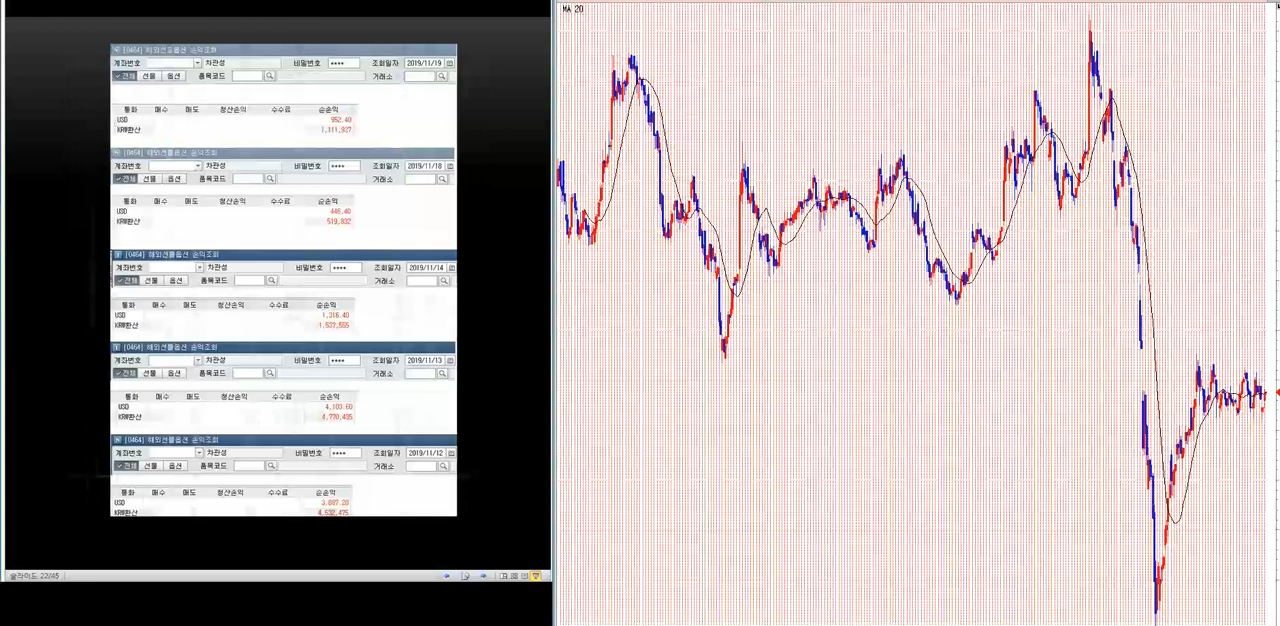 MA 20
[0464] 해외선물옵션 손익조회
계좌번호 차관성 비밀번호 **** 조회일자 2019/11/19
전체 선물 옵션 품목코드 거래소
통화 매수 매도 청산손익 수수료 순손익
USD 952.40
KRW환산 1,111,927
[0464] 해외선물옵션 손익조회
계좌번호 차관성 비밀번호 **** 조회일자 2019/11/18
전체 선물 옵션 품목코드 거래소
통화 매수 매도 청산손익 수수료 순손익
USD 446.40
KRW환산 519,832
[0464] 해외선물옵션 손익조회
계좌번호 차관성 비밀번호 **** 조회일자 2019/11/14
전체 선물 옵션 품목코드 거래소
통화 매수 매도 청산손익 수수료 순손익
USD 1,316.40
KRW환산 1,537,555
[0464] 해외선물옵션 손익조회
계좌번호 차관성 비밀번호 **** 조회일자 2019/11/13
전체 선물 옵션 품목코드 거래소
통화 매수 매도 청산손익 수수료 순손익
USD 4,103.60
KRW환산 4,770,435
[0464] 해외선물옵션 손익조회
계좌번호 차관성 비밀번호 **** 조회일자 2019/11/12
전체 선물 옵션 품목코드 거래소
통화 매수 매도 청산손익 수수료 순손익
USD 3,887.20
KRW환산 4,532,475
슬라이드 22/45